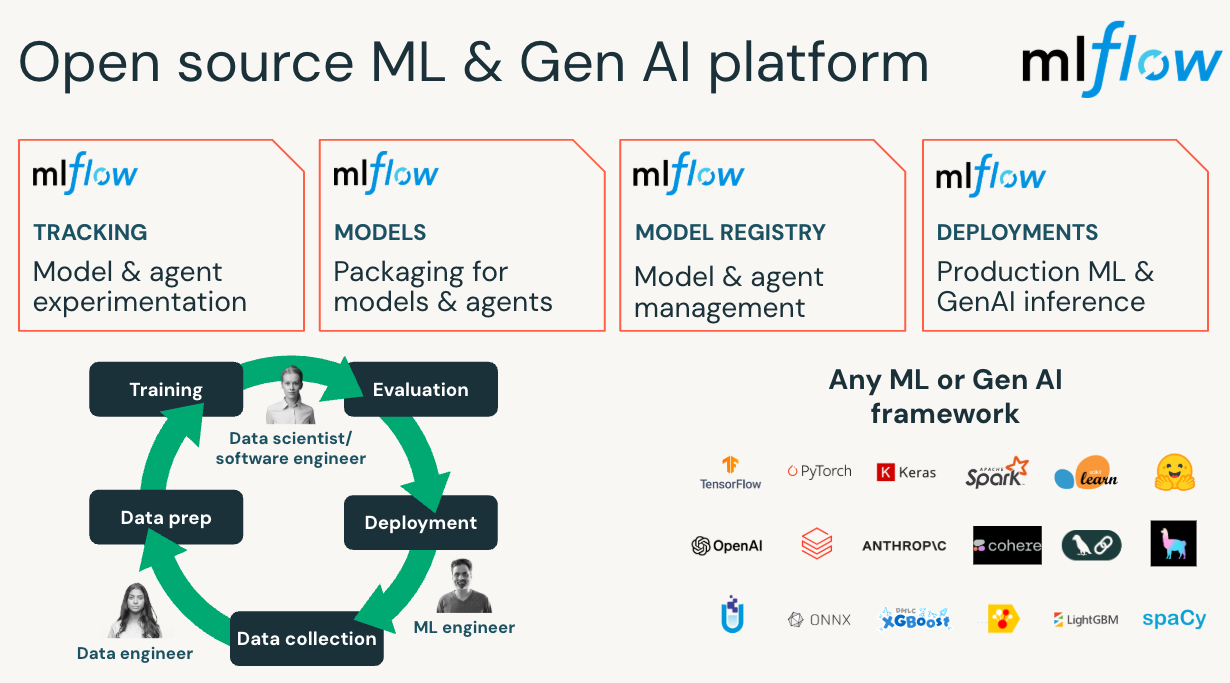 Open source ML & Gen AI platform
mlflow
mlflow
TRACKING
Model & agent
experimentation
mlflow
MODELS
Packaging for
models & agents
mlflow
MODEL REGISTRY
Model & agent
management
mlflow
DEPLOYMENTS
Production ML &
GenAI inference
Training
Evaluation
Data scientist/
software engineer
Data prep
Deployment
Data collection
ML engineer
Data engineer
Any ML or Gen AI
framework
TensorFlow
PyTorch
K Keras
APACHE
Spark
scikit
learn
OpenAI
ANTHROP\C
cohere
ONNX
DMLC
XGBoost
LightGBM
spaCy